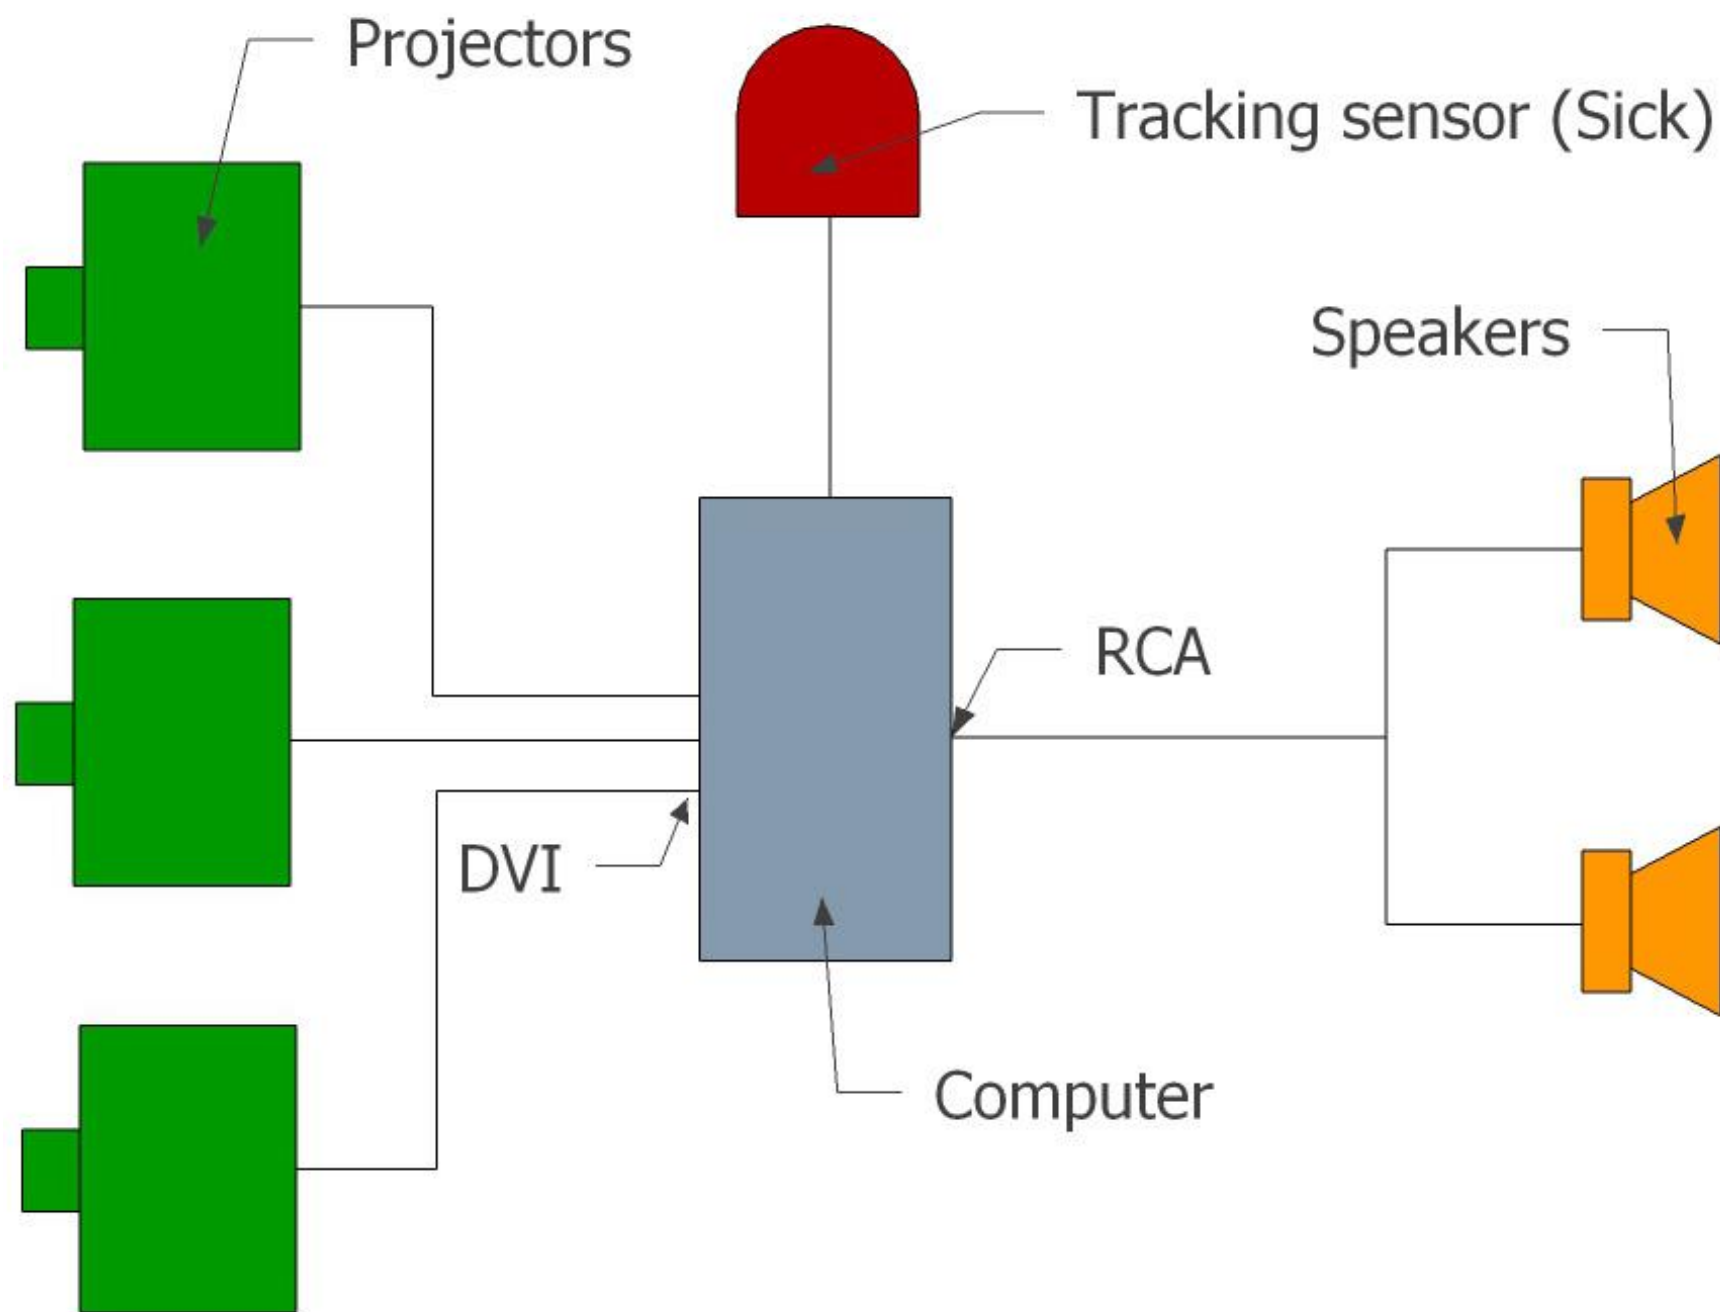 Projectors
Tracking sensor (Sick)
Speakers
RCA
DVI
Computer